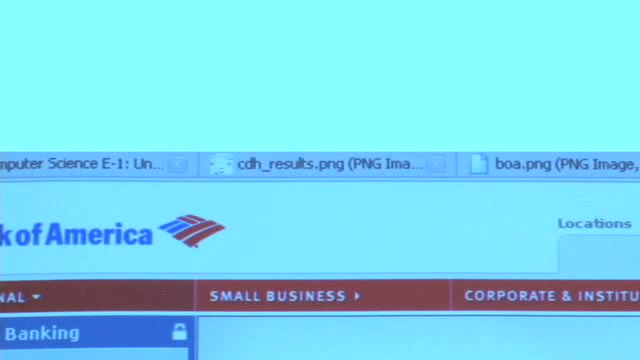 mputer Science E-1: Un... cdh_results.png (PNG Ima... boa.png (PNG Image,
k of America
Locations
NAL SMALL BUSINESS CORPORATE & INSTITU
Banking